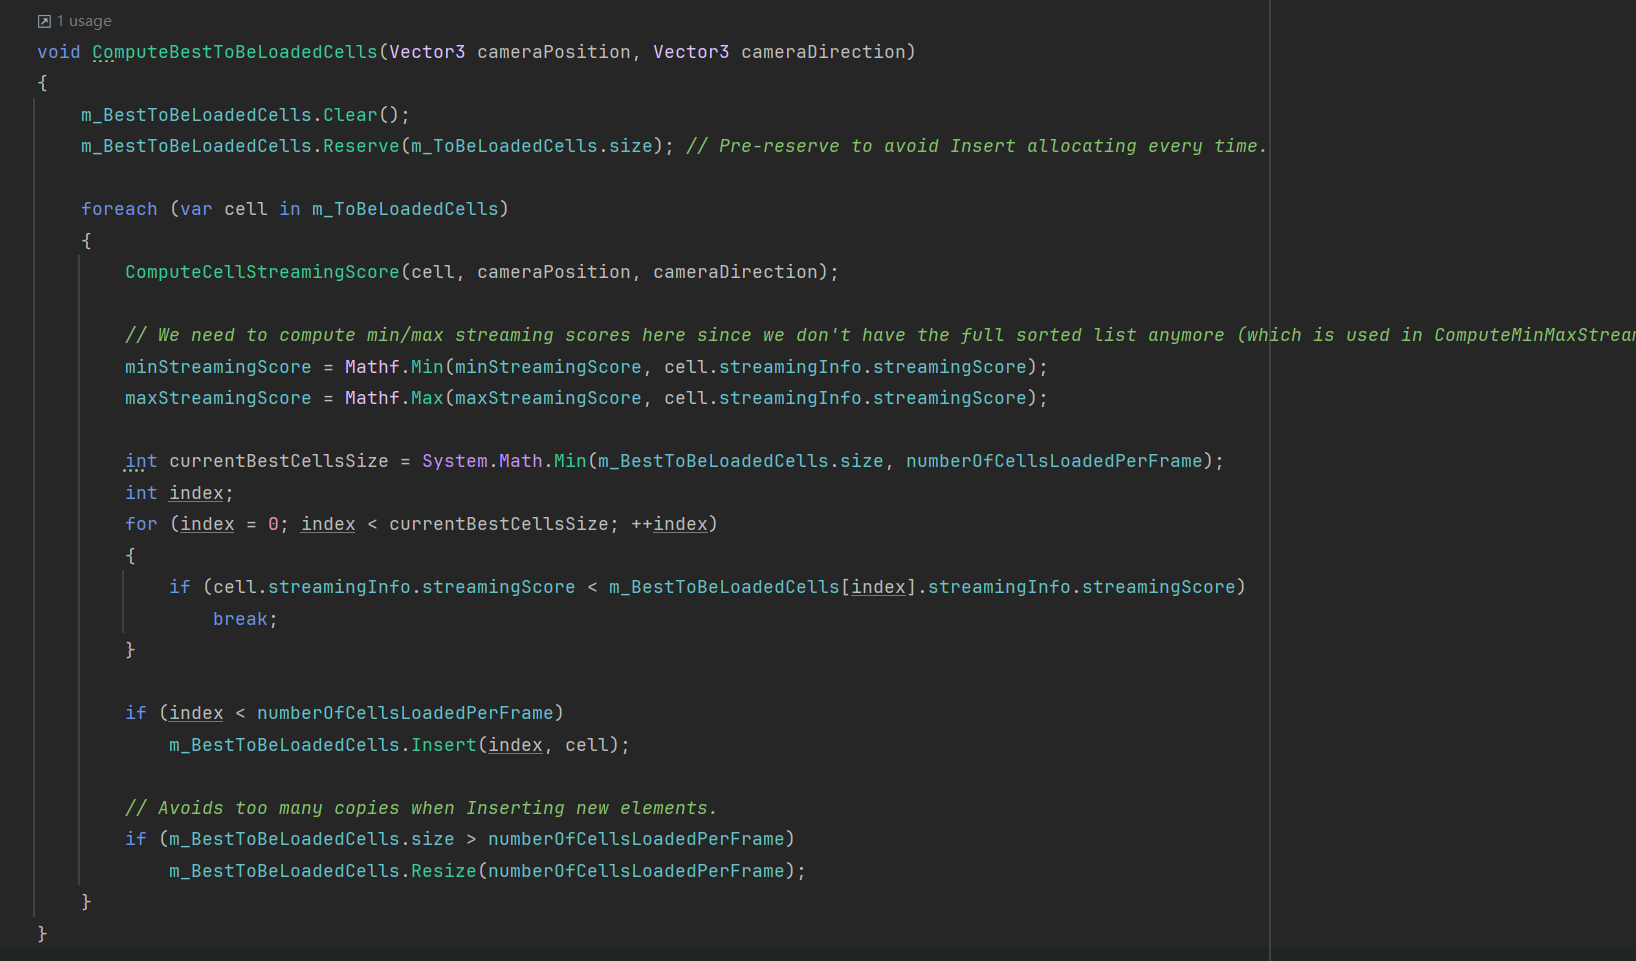 1 usage
void ComputeBestToBeLoadedCells(Vector3 cameraPosition, Vector3 cameraDirection)
{
    m_BestToBeLoadedCells.Clear();
    m_BestToBeLoadedCells.Reserve(m_ToBeLoadedCells.size); // Pre-reserve to avoid Insert allocating every time.

    foreach (var cell in m_ToBeLoadedCells)
    {
        ComputeCellStreamingScore(cell, cameraPosition, cameraDirection);

        // We need to compute min/max streaming scores here since we don't have the full sorted list anymore (which is used in ComputeMinMaxStrea
        minStreamingScore = Mathf.Min(minStreamingScore, cell.streamingInfo.streamingScore);
        maxStreamingScore = Mathf.Max(maxStreamingScore, cell.streamingInfo.streamingScore);

        int currentBestCellsSize = System.Math.Min(m_BestToBeLoadedCells.size, numberOfCellsLoadedPerFrame);
        int index;
        for (index = 0; index < currentBestCellsSize; ++index)
        {
            if (cell.streamingInfo.streamingScore < m_BestToBeLoadedCells[index].streamingInfo.streamingScore)
                break;
        }

        if (index < numberOfCellsLoadedPerFrame)
            m_BestToBeLoadedCells.Insert(index, cell);

        // Avoids too many copies when Inserting new elements.
        if (m_BestToBeLoadedCells.size > numberOfCellsLoadedPerFrame)
            m_BestToBeLoadedCells.Resize(numberOfCellsLoadedPerFrame);
    }
}